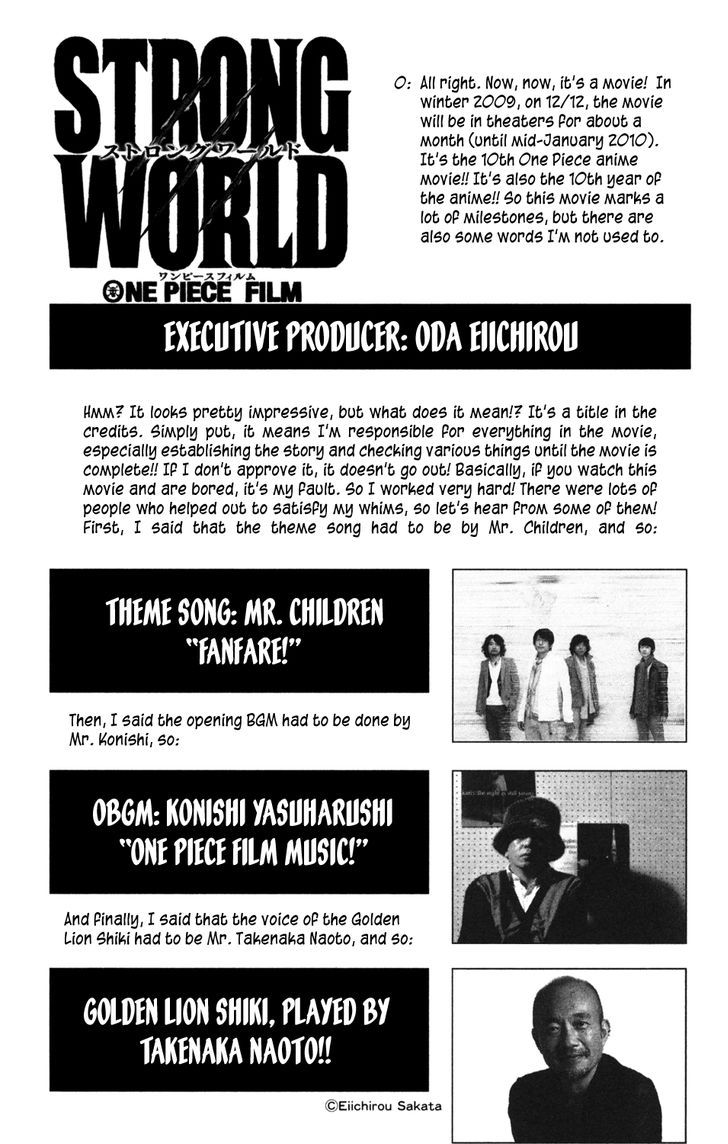 STRONG
ストロングワールド
WORLD
ワンピースフィルム
ONE PIECE FILM
O: All right. Now, now, it's a movie! In
winter 2009, on 12/12, the movie
will be in theaters for about a
month (until mid-January 2010).
It's the 10th One Piece anime
movie!! It's also the 10th year of
the anime!! So this movie marks a
lot of milestones, but there are
also some words I'm not used to.
EXECUTIVE PRODUCER: ODA EIICHIROU
Hmm? It looks pretty impressive, but what does it mean!? It's a title in the
credits. Simply put, it means I'm responsible for everything in the movie,
especially establishing the story and checking various things until the movie is
complete!! If I don't approve it, it doesn't go out! Basically, if you watch this
movie and are bored, it's my fault. So I worked very hard! There were lots of
people who helped out to satisfy my whims, so let's hear from some of them!
First, I said that the theme song had to be by Mr. Children, and so:
THEME SONG: MR. CHILDREN
"FANFARE!"
Then, I said the opening BGM had to be done by
Mr. Konishi, so:
OBGM: KONISHI YASUHARUSHI
"ONE PIECE FILM MUSIC!"
And finally, I said that the voice of the Golden
Lion Shiki had to be Mr. Takenaka Naoto, and so:
GOLDEN LION SHIKI, PLAYED BY
TAKENAKA NAOTO!!
©Eiichirou Sakata